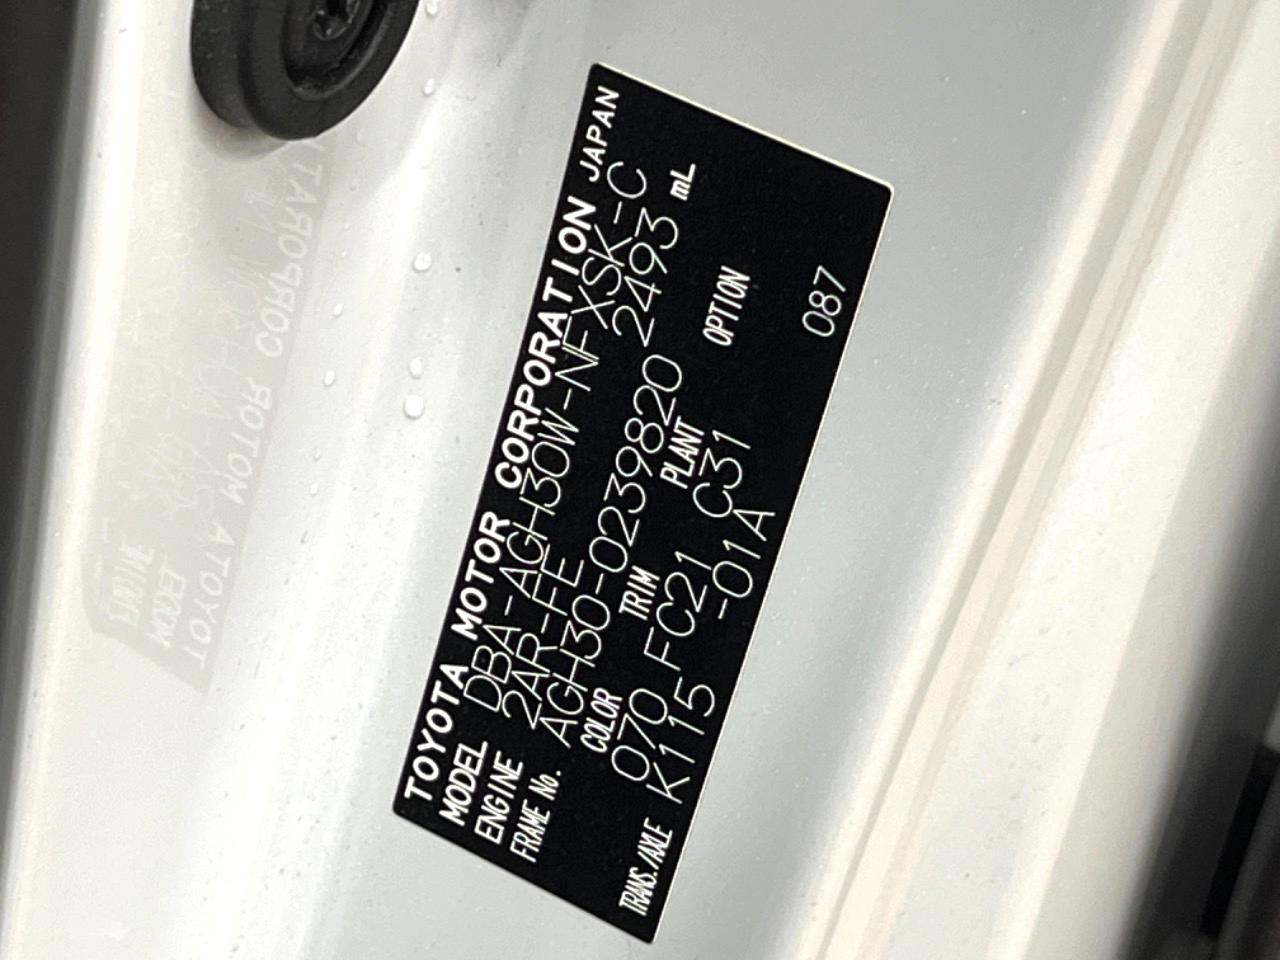 TOYOTA MOTOR CORPORATION JAPAN
MODEL DBA-AGH30W-NFXSK-C
ENGINE 2AR-FE 2493 mL
FRAME No. AGH30-0239820
COLOR TRIM PLANT OPTION
070 FC21 C31
TRANS./AXLE K115 -01A 087